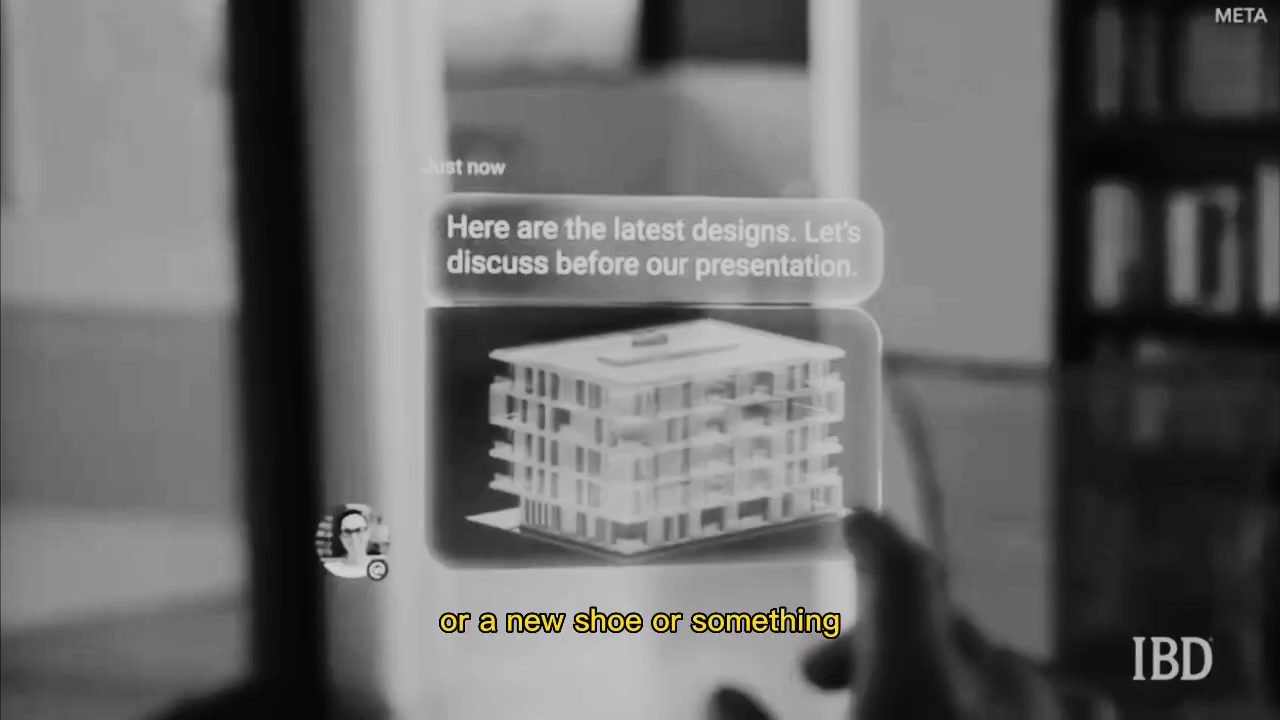 META
Just now
Here are the latest designs. Let's
discuss before our presentation.
or a new shoe or something
IBD